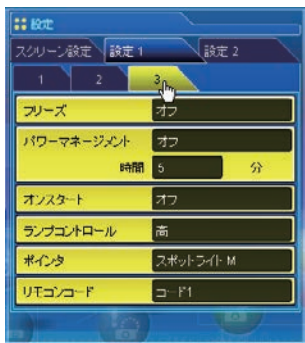 設定
スクリーン設定 設定 1 設定 2
1 2 3
フリーズ オフ
パワーマネージメント オフ
時間 5 分
オンスタート オフ
ランプコントロール 高
ポインタ スポットライト M
リモコンコード コード1